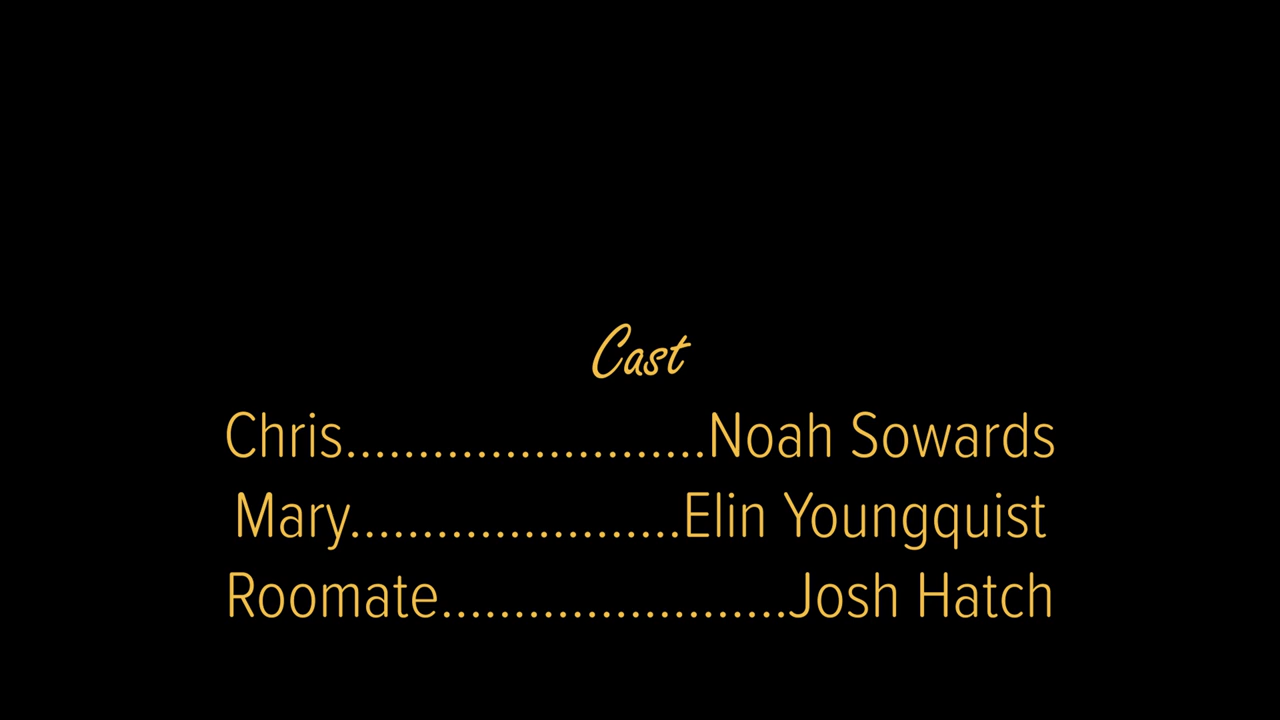 Cast
Chris.........................Noah Sowards
Mary.......................Elin Youngquist
Roomate........................Josh Hatch